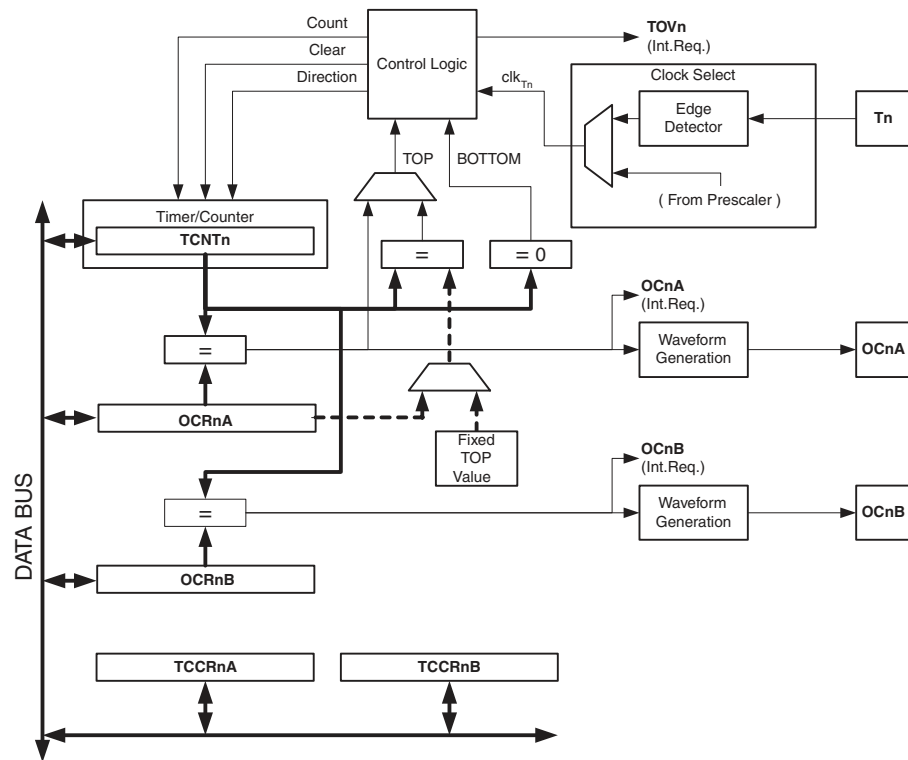 Count
Clear
Direction
Control Logic
TOVn
(Int.Req.)
clkTn
Clock Select
Edge
Detector
Tn
( From Prescaler )
TOP
BOTTOM
Timer/Counter
TCNTn
=
= 0
OCnA
(Int.Req.)
=
Waveform
Generation
OCnA
OCRnA
Fixed
TOP
Value
OCnB
(Int.Req.)
=
Waveform
Generation
OCnB
OCRnB
TCCRnA
TCCRnB
DATA BUS